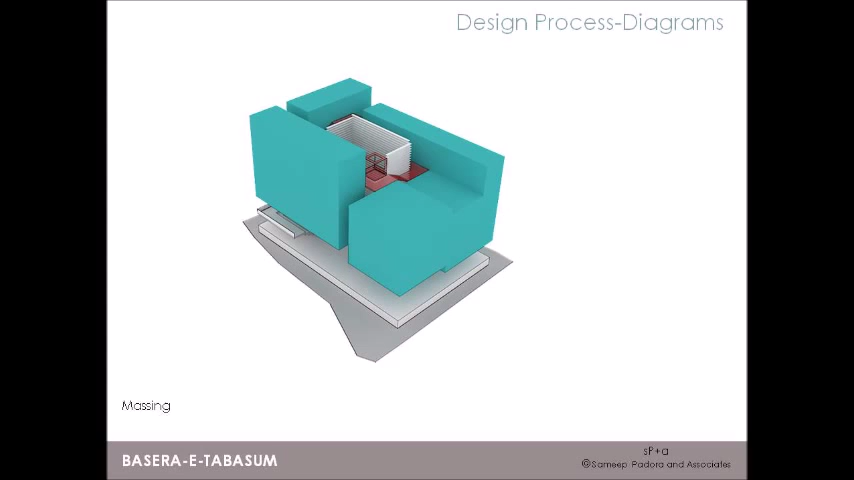 Design Process-Diagrams
Massing
BASERA-E-TABASUM
sP+a
©Sameep Padora and Associates